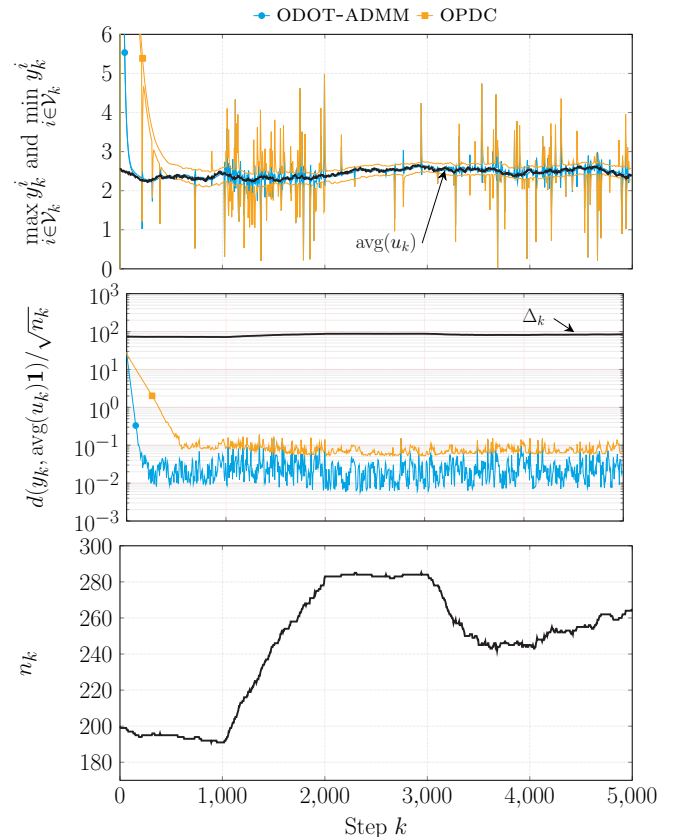 ODOT-ADMM OPDC
max y_k^i and min y_k^i
i∈𝒱_k i∈𝒱_k
6
5
4
3
2
1
0
avg(u_k)
d(y_k, avg(u_k)𝟏)/√n_k
10^3
10^2
10^1
10^0
10^−1
10^−2
10^−3
Δ_k
n_k
300
280
260
240
220
200
180
0 1,000 2,000 3,000 4,000 5,000
Step k